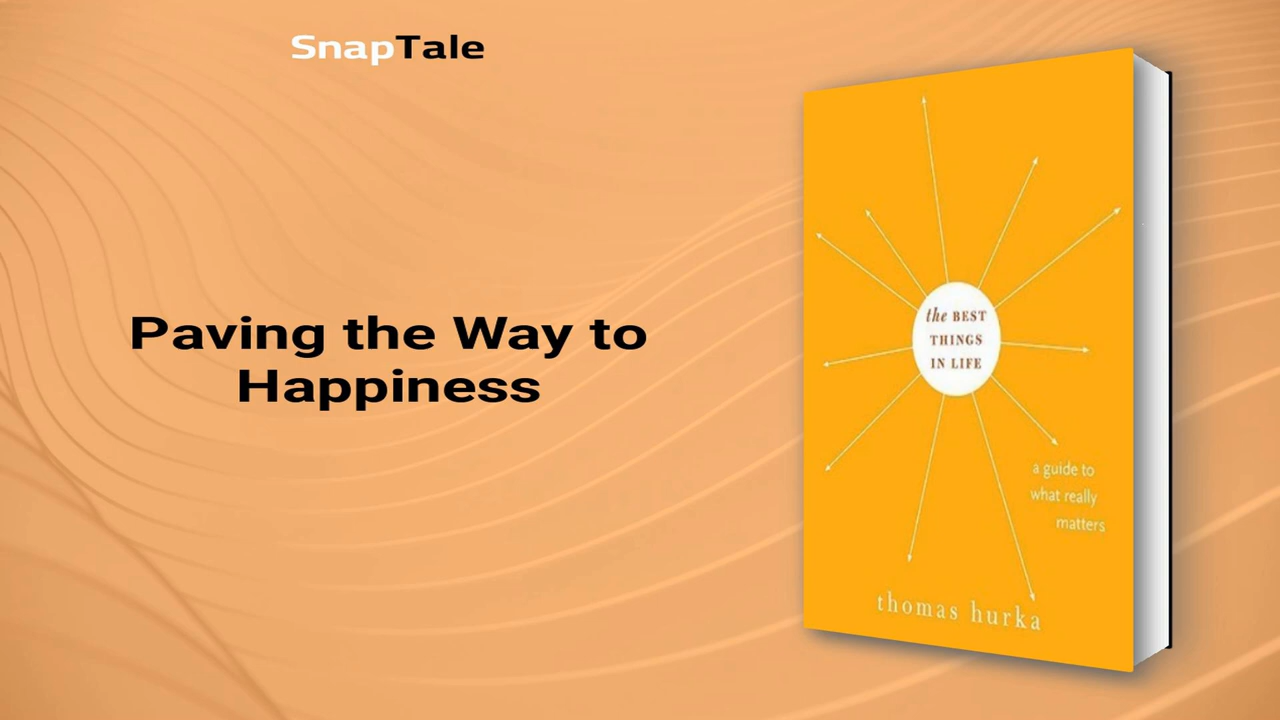 SnapTale
Paving the Way to
Happiness
the BEST
THINGS
IN LIFE
a guide to
what really
matters
thomas hurka